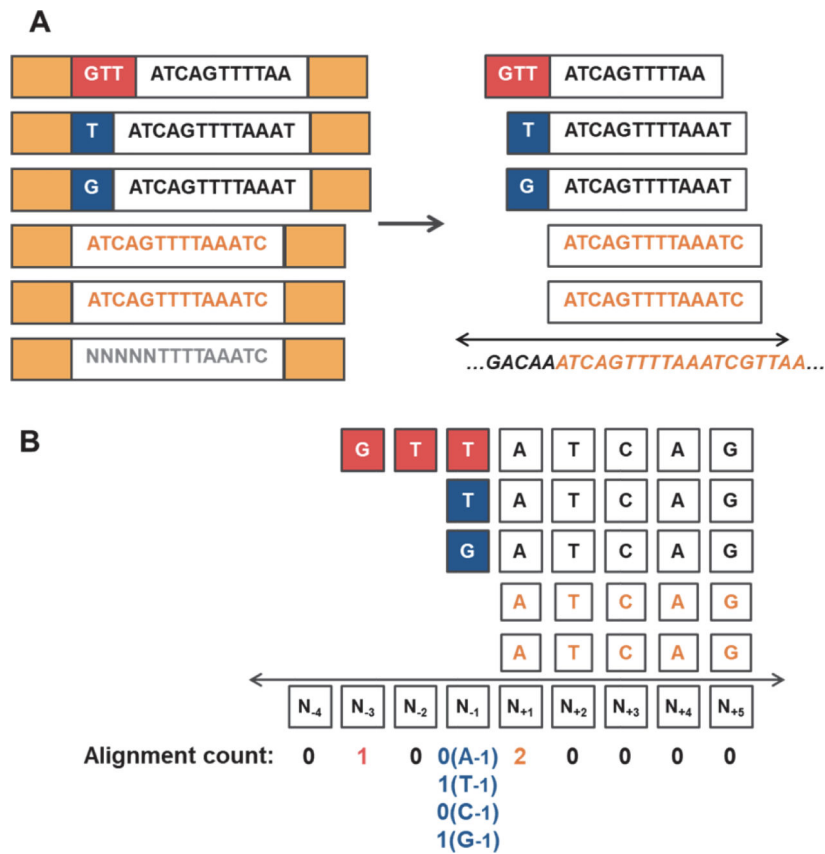 A
GTT ATCAGTTTTAA GTT ATCAGTTTTAA
T ATCAGTTTTAAAT T ATCAGTTTTAAAT
G ATCAGTTTTAAAT G ATCAGTTTTAAAT
ATCAGTTTTAAATC ATCAGTTTTAAATC
ATCAGTTTTAAATC ATCAGTTTTAAATC
NNNNNTTTTAAATC ...GACAAATCAGTTTTAAATCGTTAA...
B
G T T A T C A G
T A T C A G
G A T C A G
A T C A G
A T C A G
N-4 N-3 N-2 N-1 N+1 N+2 N+3 N+4 N+5
Alignment count: 0 1 0 0(A-1) 2 0 0 0 0
1(T-1)
0(C-1)
1(G-1)